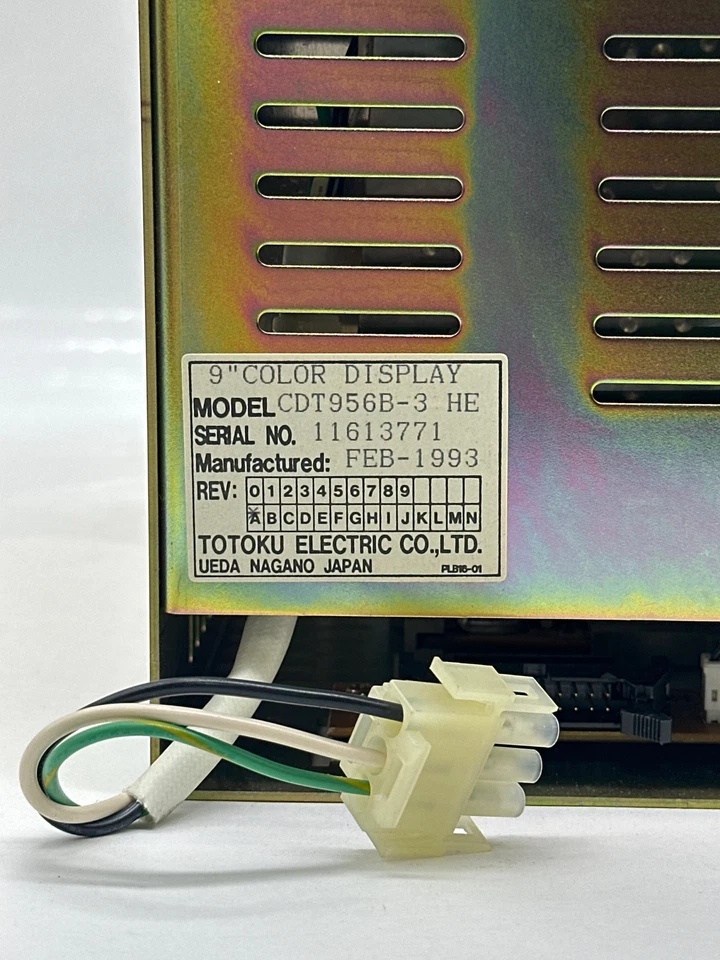 9"COLOR DISPLAY
MODEL CDT956B-3 HE
SERIAL NO. 11613771
Manufactured: FEB-1993
REV: 0 1 2 3 4 5 6 7 8 9
A B C D E F G H I J K L M N
TOTOKU ELECTRIC CO.,LTD.
UEDA NAGANO JAPAN PLB16-01